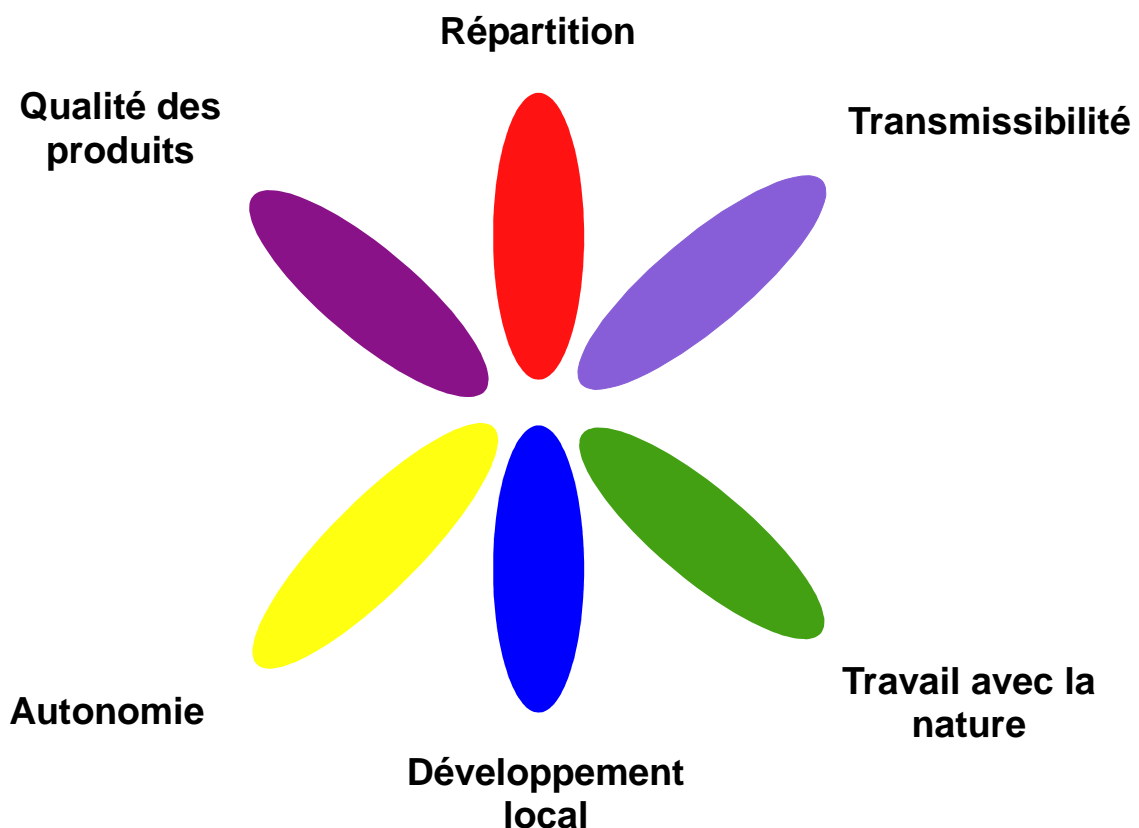 Répartition
Qualité des
produits
Transmissibilité
Travail avec la
nature
Autonomie
Développement
local